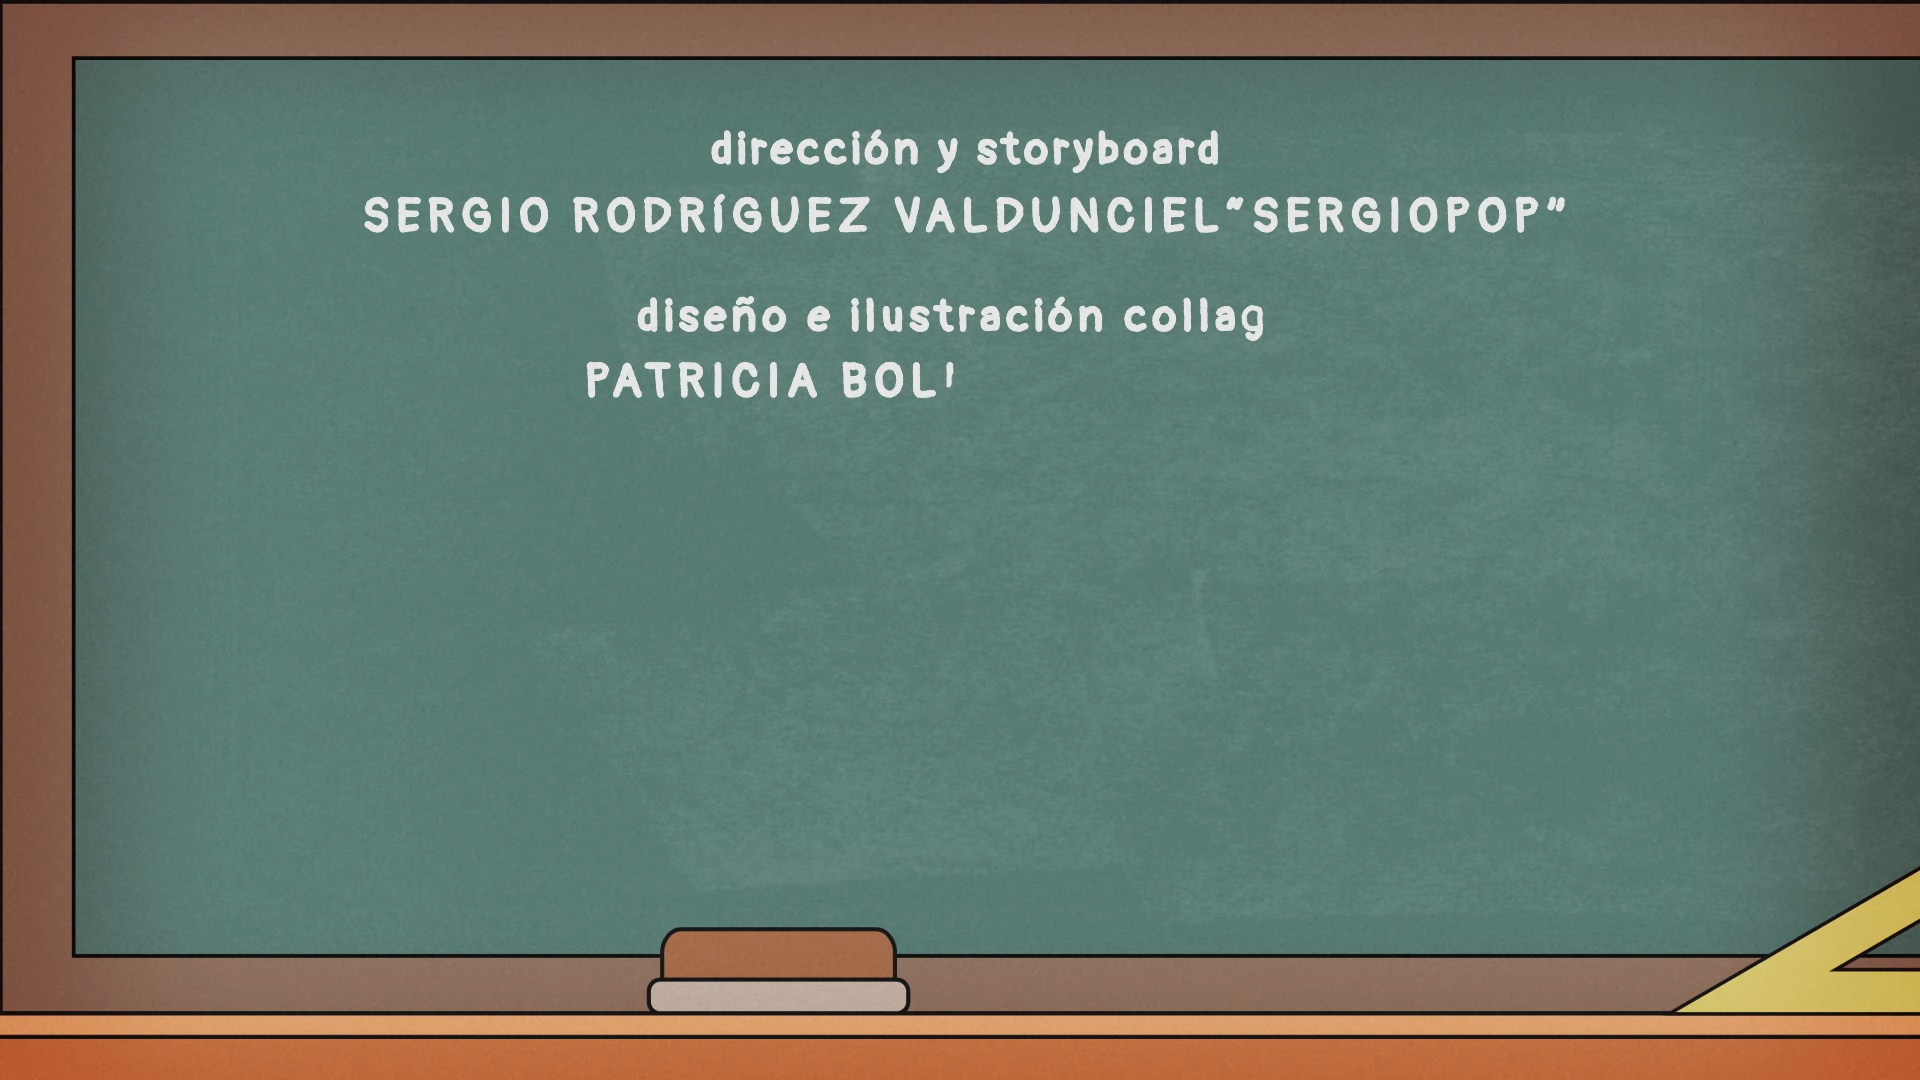 dirección y storyboard
SERGIO RODRÍGUEZ VALDUNCIEL"SERGIOPOP"
diseño e ilustración collag
PATRICIA BOL